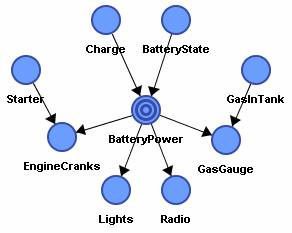 Charge
BatteryState
Starter
GasInTank
BatteryPower
EngineCranks
GasGauge
Lights
Radio